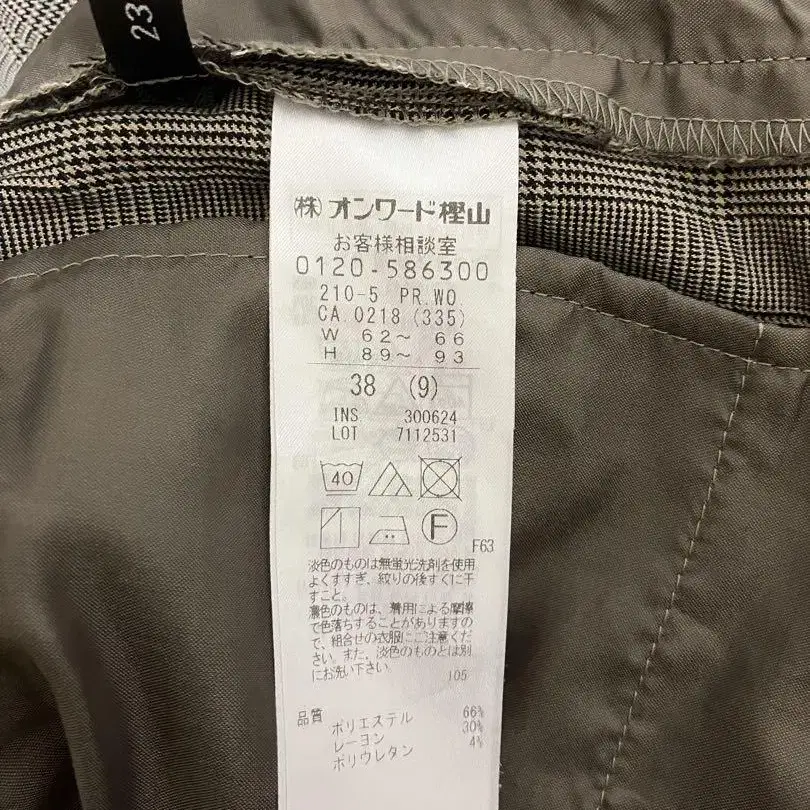 23
(株)オンワード樫山
お客様相談室
0120-586300
210-5 PR.WO.
CA.0218 (335)
W 62～ 66
H 89～ 93
38 (9)
INS 300624
LOT 7112531
40
F
F63
淡色のものは無蛍光洗剤を使用
よくすすぎ、絞りの後すぐに干
すこと。
濃色のものは、着用による摩擦
で色落ちすることがありますの
で、組合せの衣服にご注意くだ
さい。また、淡色のものとは別
にお洗い下さい。
105
品質
ポリエステル 66%
レーヨン 30%
ポリウレタン 4%